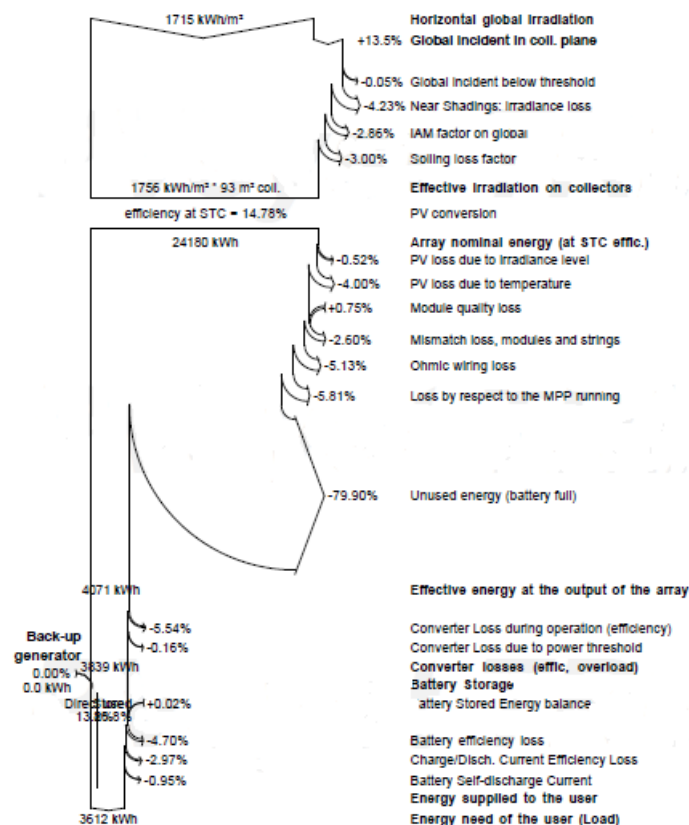 1715 kWh/m² Horizontal global irradiation
+13.5% Global incident in coll. plane
-0.05% Global incident below threshold
-4.23% Near Shadings: irradiance loss
-2.86% IAM factor on global
-3.00% Soiling loss factor
1756 kWh/m² * 93 m² coll. Effective irradiation on collectors
efficiency at STC = 14.78% PV conversion
24180 kWh Array nominal energy (at STC effic.)
-0.52% PV loss due to irradiance level
-4.00% PV loss due to temperature
+0.75% Module quality loss
-2.60% Mismatch loss, modules and strings
-5.13% Ohmic wiring loss
-5.81% Loss by respect to the MPP running
-79.90% Unused energy (battery full)
4071 kWh Effective energy at the output of the array
-5.54% Converter Loss during operation (efficiency)
-0.16% Converter Loss due to power threshold
Back-up
generator
3839 kWh Converter losses (effic, overload)
0.00% Battery Storage
0.0 kWh
+0.02% attery Stored Energy balance
-4.70% Battery efficiency loss
-2.97% Charge/Disch. Current Efficiency Loss
-0.95% Battery Self-discharge Current
Energy supplied to the user
3612 kWh Energy need of the user (Load)